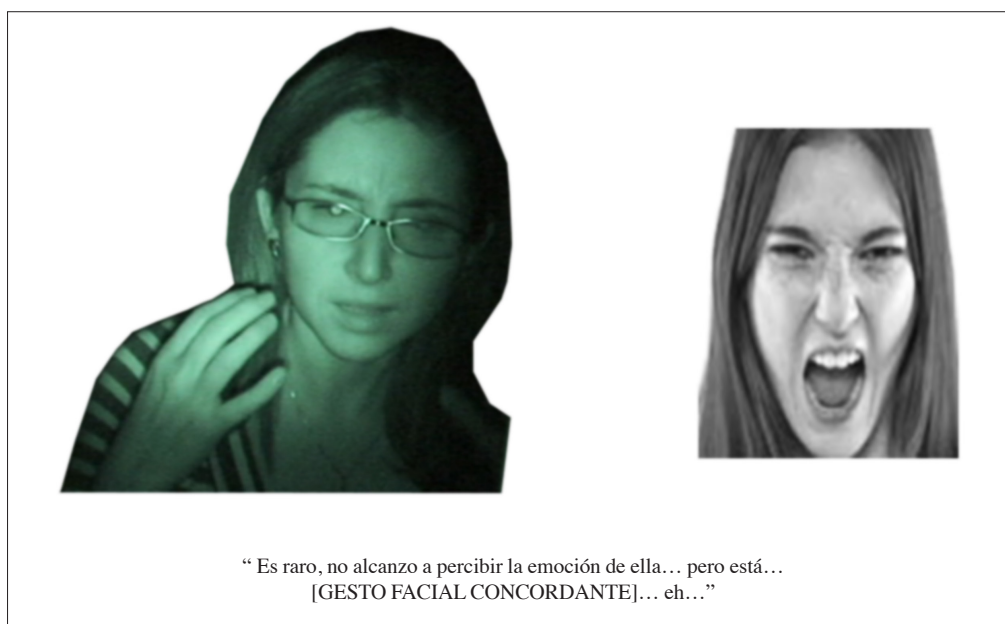 “ Es raro, no alcanzo a percibir la emoción de ella… pero está…
[GESTO FACIAL CONCORDANTE]… eh…”